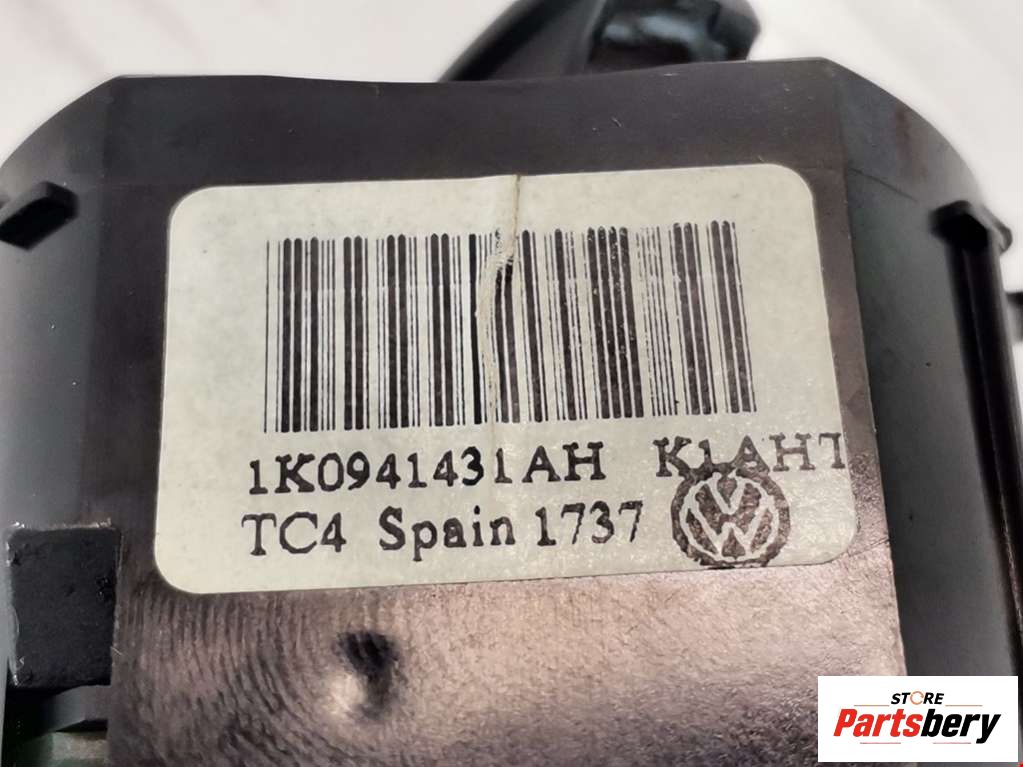 1K0941431AH K1AHT
TC4 Spain 1737
STORE
Partsbery